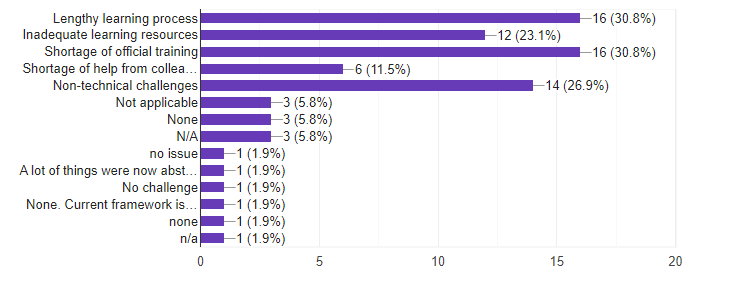 Lengthy learning process 16 (30.8%)
Inadequate learning resources 12 (23.1%)
Shortage of official training 16 (30.8%)
Shortage of help from collea… 6 (11.5%)
Non-technical challenges 14 (26.9%)
Not applicable 3 (5.8%)
None 3 (5.8%)
N/A 3 (5.8%)
no issue 1 (1.9%)
A lot of things were now abst… 1 (1.9%)
No challenge 1 (1.9%)
None. Current framework is… 1 (1.9%)
none 1 (1.9%)
n/a 1 (1.9%)
0 5 10 15 20